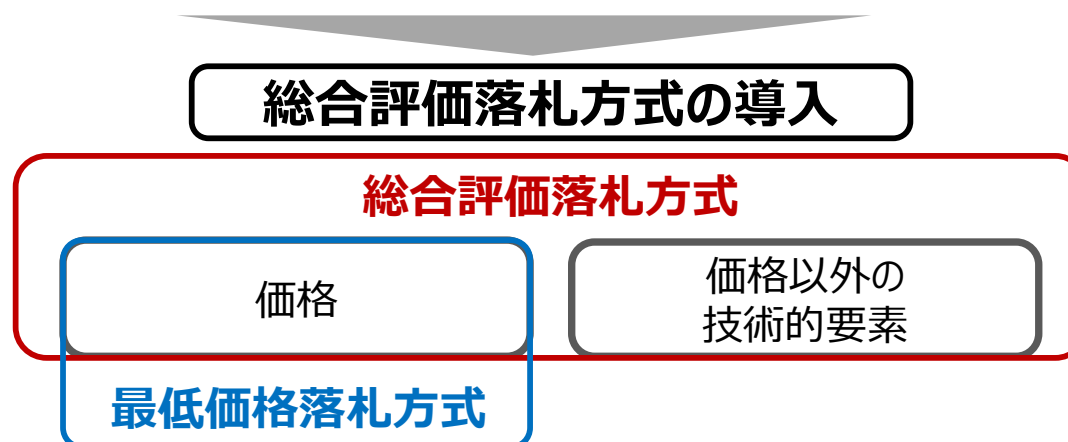 総合評価落札方式の導入
総合評価落札方式
価格
価格以外の
技術的要素
最低価格落札方式